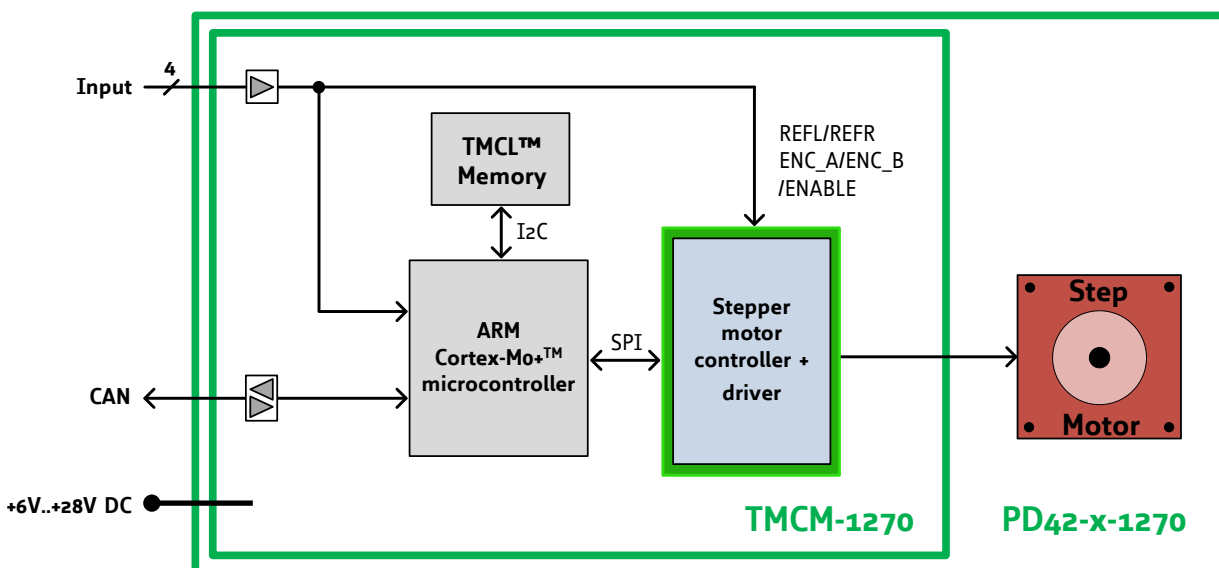 Input
4
TMCL™
Memory
REFL/REFR
ENC_A/ENC_B
/ENABLE
I2C
ARM
Cortex-M0+™
microcontroller
SPI
Stepper
motor
controller +
driver
Step
Motor
CAN
+6V..+28V DC
TMCM-1270
PD42-x-1270